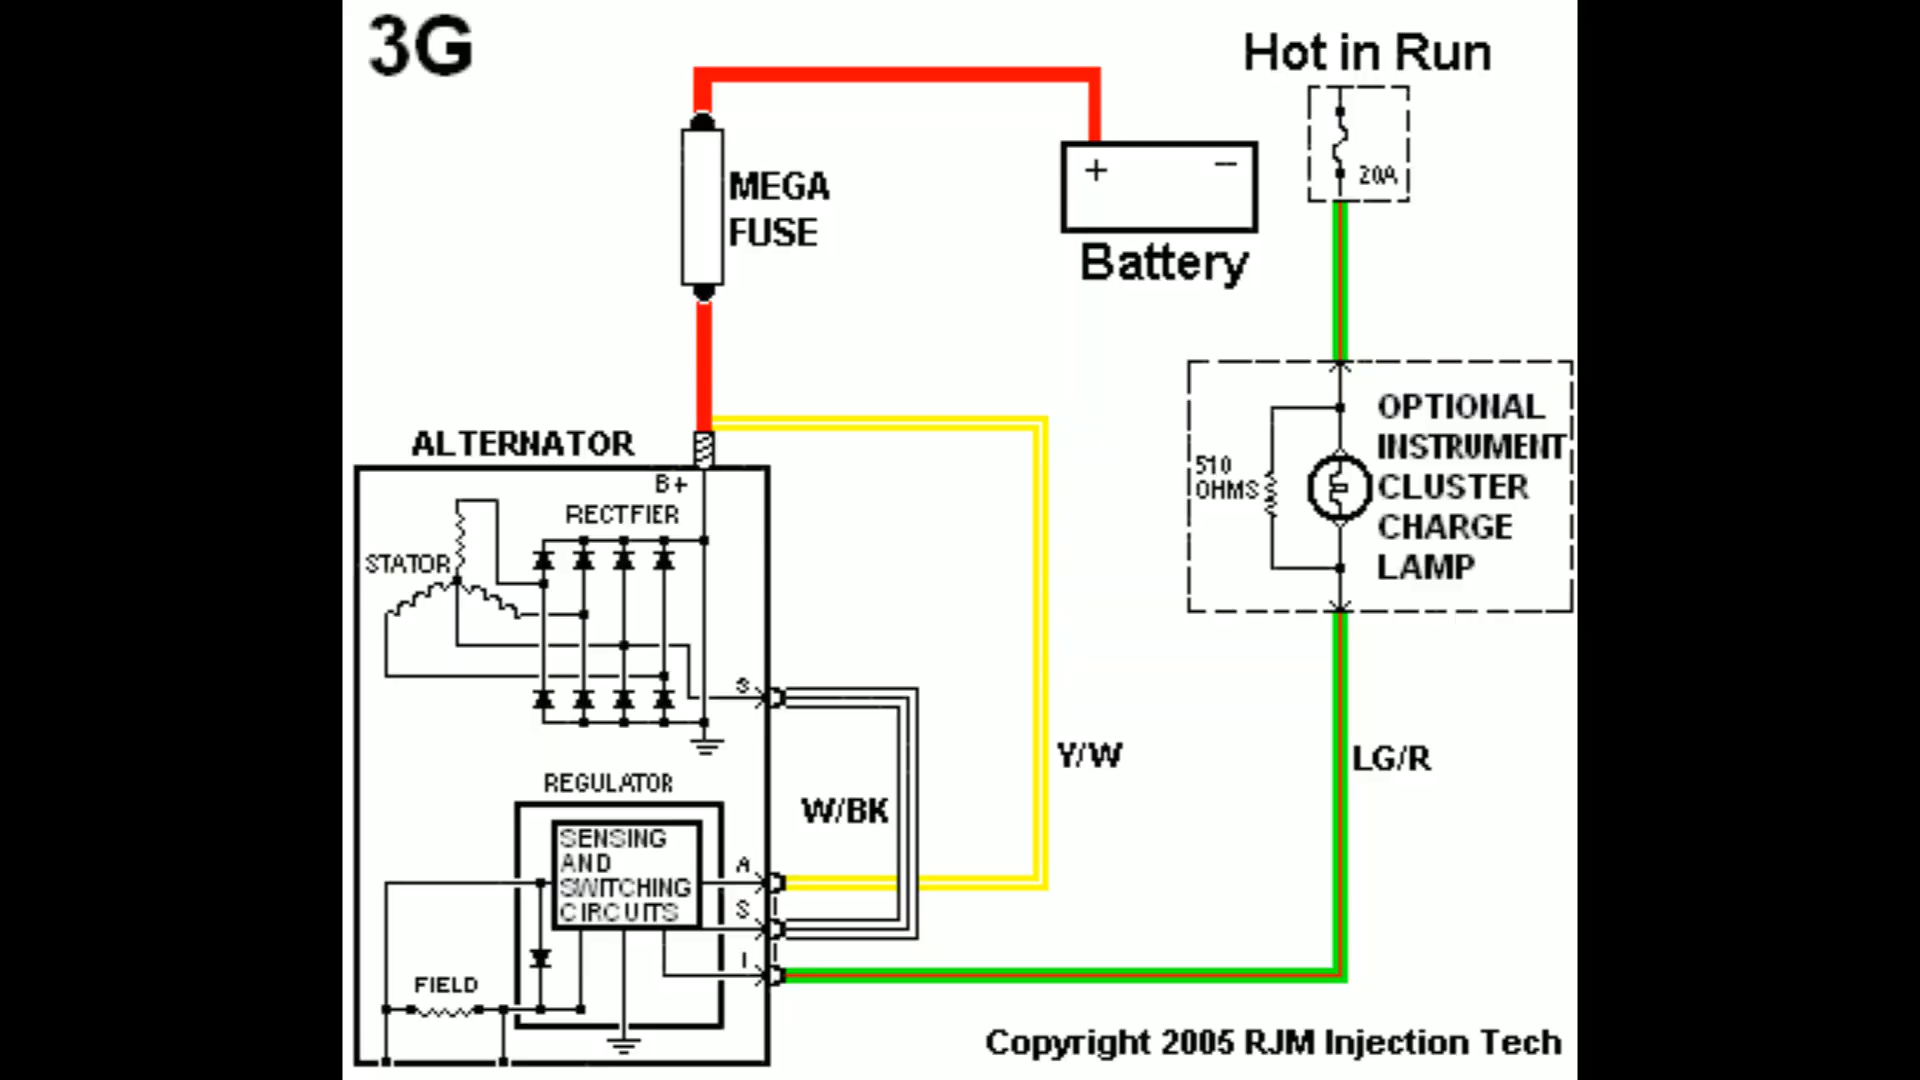 3G
Hot in Run
20A
MEGA
FUSE
+ −
Battery
ALTERNATOR
B+
RECTFIER
STATOR
OPTIONAL
INSTRUMENT
CLUSTER
CHARGE
LAMP
510
OHMS
S
Y/W
LG/R
W/BK
REGULATOR
SENSING
AND
SWITCHING
CIRCUITS
A
S
I
FIELD
Copyright 2005 RJM Injection Tech